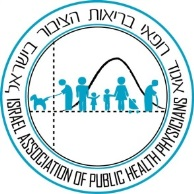 איגוד רופאי בריאות הציבור בישראל
ISRAEL ASSOCIATION OF PUBLIC HEALTH PHYSICIANS